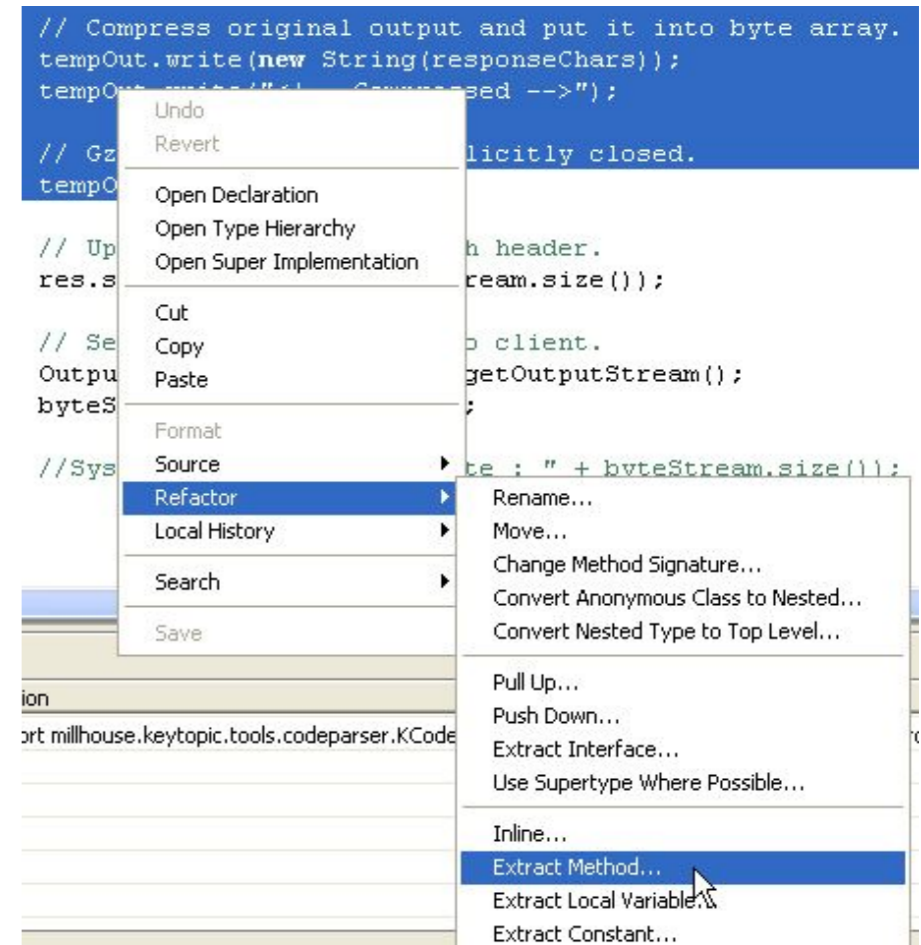 // Compress original output and put it into byte array.
tempOut.write(new String(responseChars));
tempO sed -->");
// Gz licitly closed.
tempO
// Up h header.
res.s ream.size());
// Se o client.
Outpu getOutputStream();
byteS ;
//Sys te : " + byteStream.size());
Undo
Revert
Open Declaration
Open Type Hierarchy
Open Super Implementation
Cut
Copy
Paste
Format
Source
Refactor
Local History
Search
Save
Rename...
Move...
Change Method Signature...
Convert Anonymous Class to Nested...
Convert Nested Type to Top Level...
Pull Up...
Push Down...
Extract Interface...
Use Supertype Where Possible...
Inline...
Extract Method...
Extract Local Variable...
Extract Constant...
ion
ort millhouse.keytopic.tools.codeparser.KCode